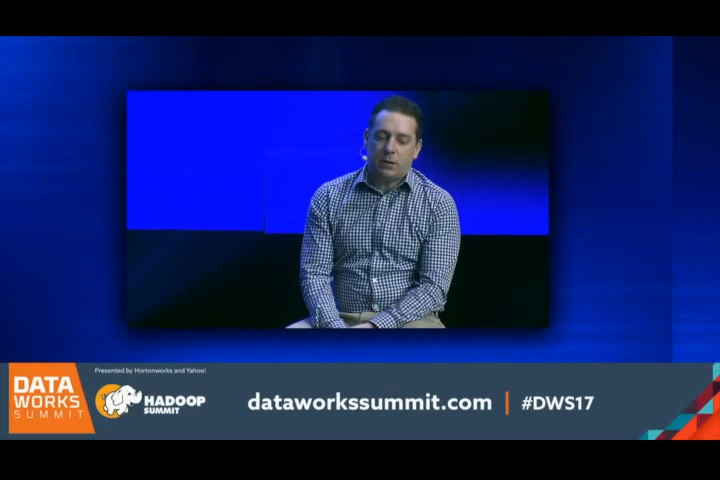 Presented by Hortonworks and Yahoo!
DATA
WORKS
SUMMIT
HADOOP
SUMMIT
dataworkssummit.com
#DWS17